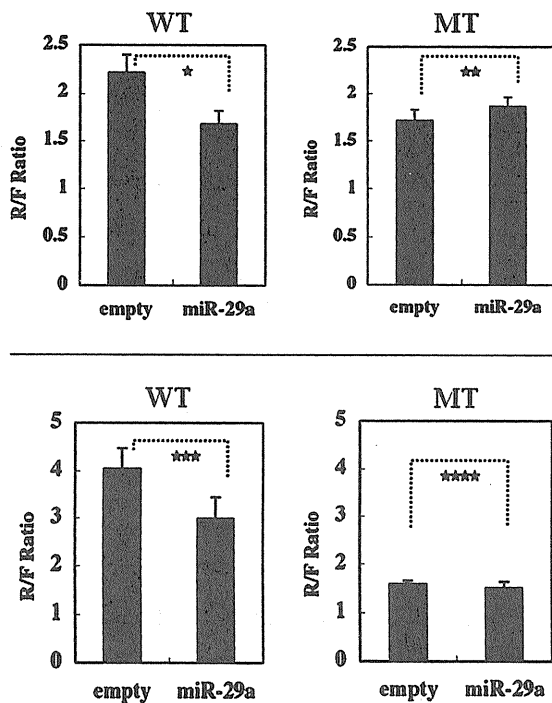 WT
R/F Ratio
2.5
2
1.5
1
0.5
0
★
empty miR-29a
MT
R/F Ratio
2.5
2
1.5
1
0.5
0
★★
empty miR-29a
WT
R/F Ratio
5
4
3
2
1
0
★★★
empty miR-29a
MT
R/F Ratio
5
4
3
2
1
0
★★★★
empty miR-29a